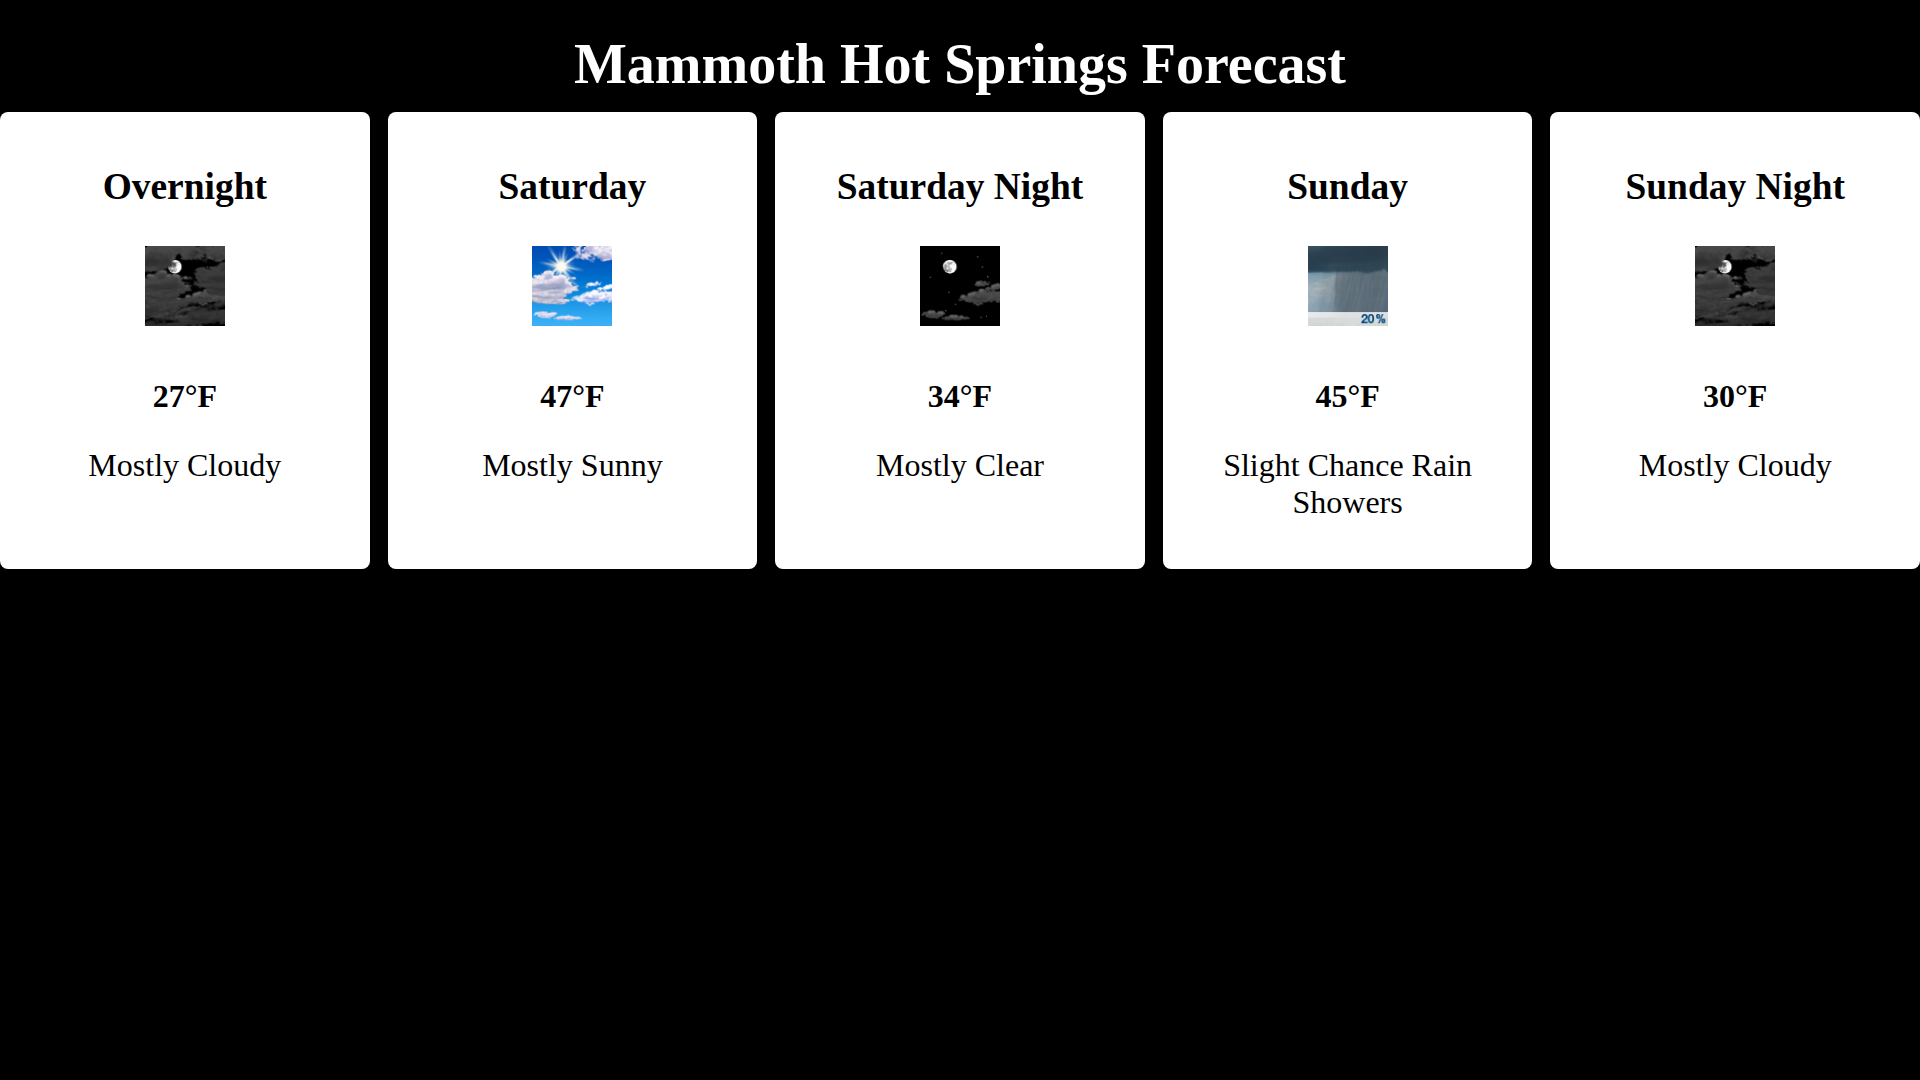 Mammoth Hot Springs Forecast
Overnight
27°F
Mostly Cloudy
Saturday
47°F
Mostly Sunny
Saturday Night
34°F
Mostly Clear
Sunday
20%
45°F
Slight Chance Rain
Showers
Sunday Night
30°F
Mostly Cloudy